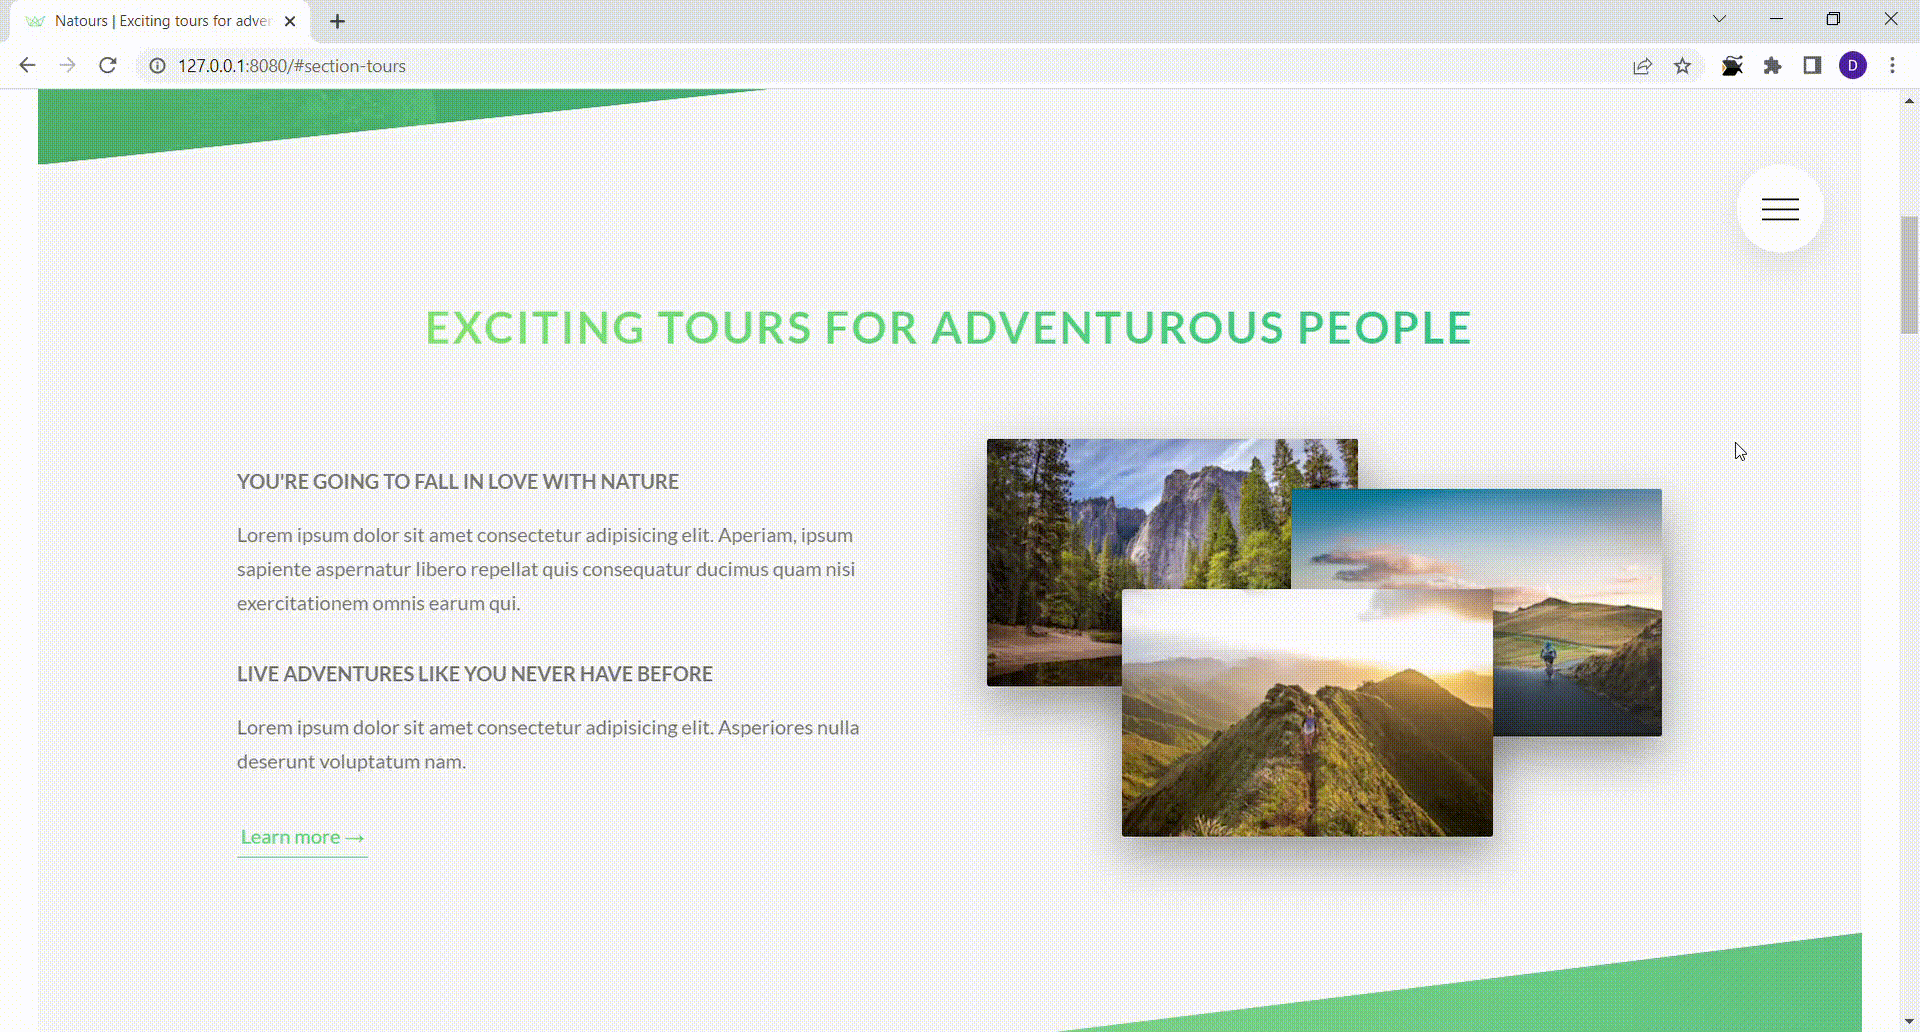 Natours | Exciting tours for adver
127.0.0.1:8080/#section-tours
D
EXCITING TOURS FOR ADVENTUROUS PEOPLE
YOU'RE GOING TO FALL IN LOVE WITH NATURE
Lorem ipsum dolor sit amet consectetur adipisicing elit. Aperiam, ipsum
sapiente aspernatur libero repellat quis consequatur ducimus quam nisi
exercitationem omnis earum qui.
LIVE ADVENTURES LIKE YOU NEVER HAVE BEFORE
Lorem ipsum dolor sit amet consectetur adipisicing elit. Asperiores nulla
deserunt voluptatum nam.
Learn more →